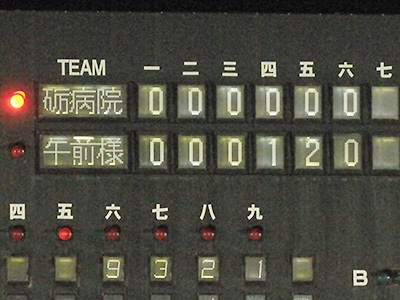 TEAM 一 二 三 四 五 六 七
砺病院 0 0 0 0 0 0
午前様 0 0 0 1 2 0
四 五 六 七 八 九
9 3 2 1
B